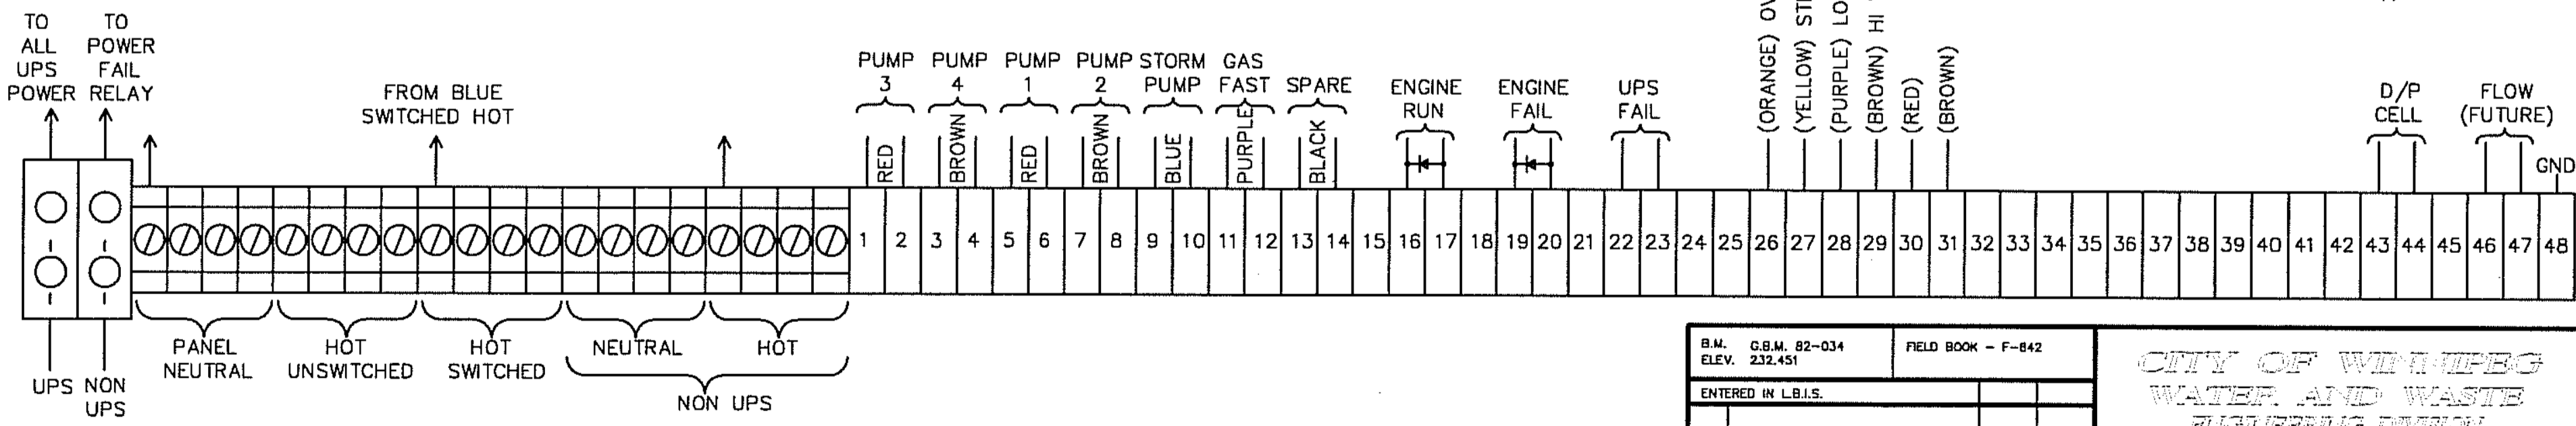 TO
ALL
UPS
POWER
TO
POWER
FAIL
RELAY
FROM BLUE
SWITCHED HOT
PUMP
3
PUMP
4
PUMP
1
PUMP
2
STORM
PUMP
GAS
FAST
SPARE
ENGINE
RUN
ENGINE
FAIL
UPS
FAIL
(ORANGE)
(YELLOW)
(PURPLE)
(BROWN) HI
(RED)
(BROWN)
D/P
CELL
FLOW
(FUTURE)
GND
RED
BROWN
RED
BROWN
BLUE
PURPLE
BLACK
1 2 3 4 5 6 7 8 9 10 11 12 13 14 15 16 17 18 19 20 21 22 23 24 25 26 27 28 29 30 31 32 33 34 35 36 37 38 39 40 41 42 43 44 45 46 47 48
PANEL
NEUTRAL
HOT
UNSWITCHED
HOT
SWITCHED
NEUTRAL
HOT
NON UPS
UPS
NON
UPS
B.M. G.B.M. 82-034
ELEV. 232.451
FIELD BOOK - F-842
ENTERED IN L.B.I.S.
CITY OF WINNIPEG
WATER AND WASTE
ENGINEERING DIVISION